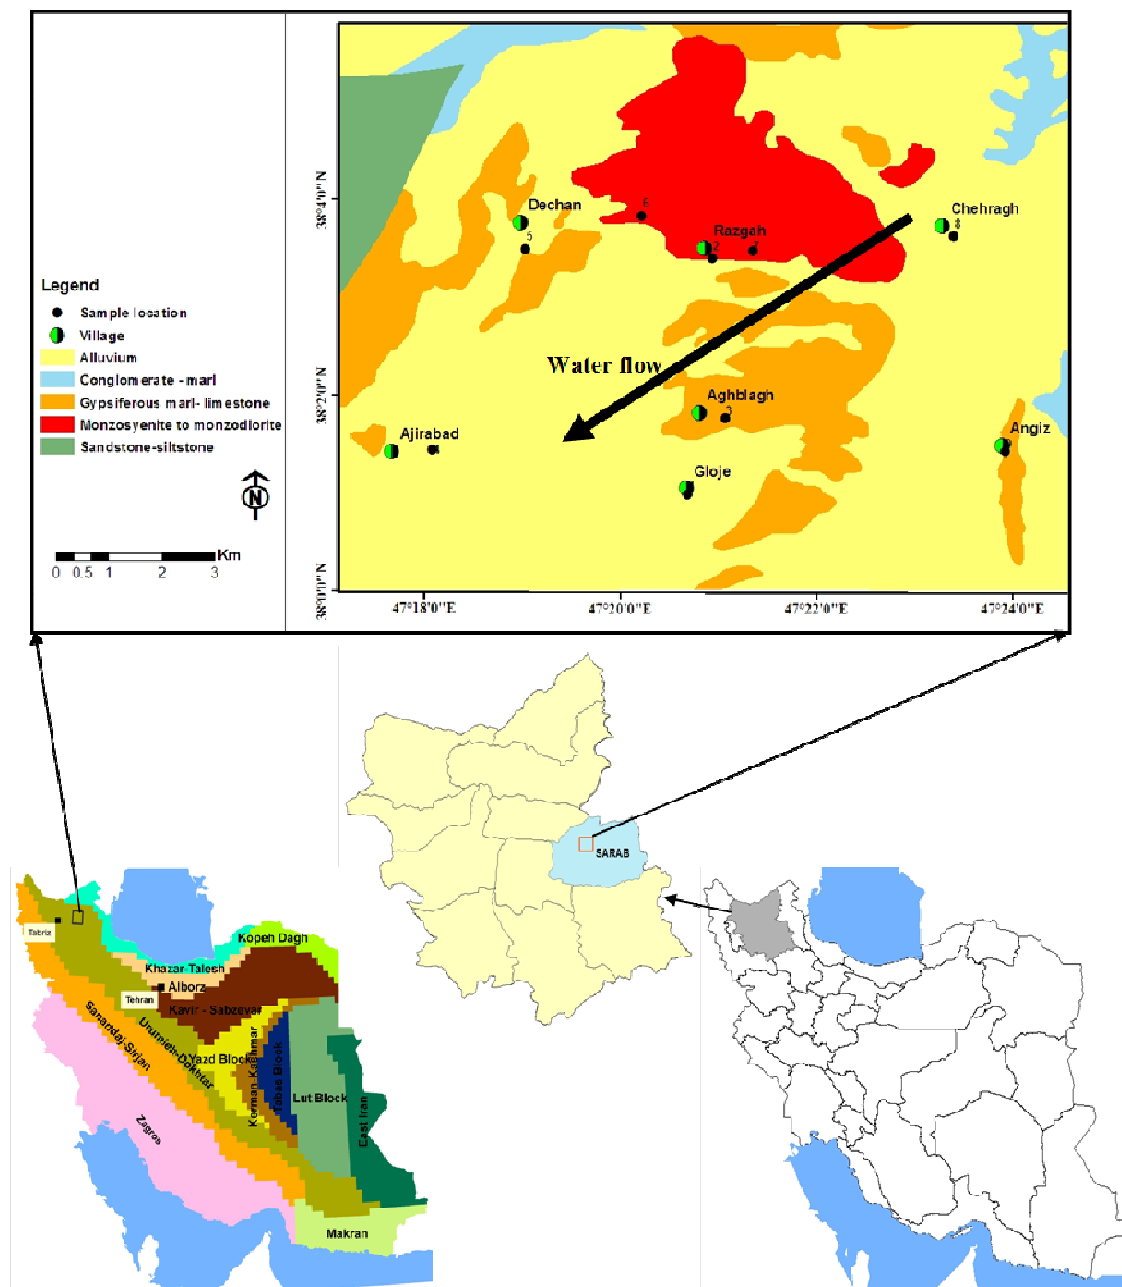 38°4'0"N
Dechan
5
6
Razgah
2
7
Chehragh
8
Legend
Sample location
Village
Alluvium
Conglomerate - marl
Gypsiferous marl- limestone
Monzosyenite to monzodiorite
Sandstone-siltstone
N
Km
0 0.5 1 2 3
Water flow
38°2'0"N
Aghblagh
3
Ajirabad
Gloje
Angiz
38°0'0"N
47°18'0"E
47°20'0"E
47°22'0"E
47°24'0"E
SARAB
Tabriz
Kopeh Dagh
Khazar-Talesh
Alborz
Tehran
Kavir - Sabzevar
Sanandaj-Sirjan
Urumieh-Dokhtar
Yazd Block
Kerman-Kashmar
Tabas Block
Lut Block
East Iran
Zagros
Makran